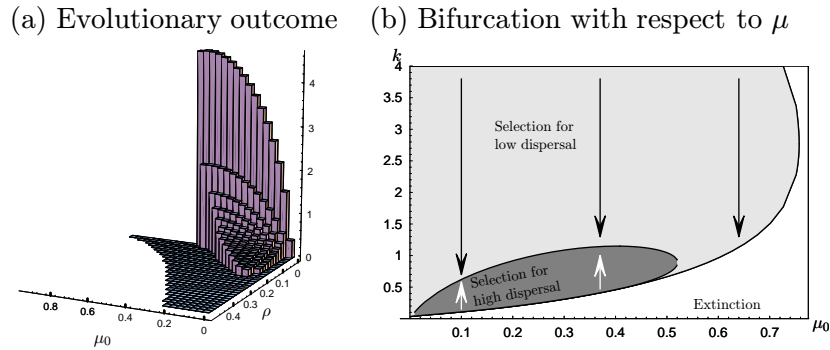 (a) Evolutionary outcome
4
3
2
1
0
0
0.1
0.2
0.3
0.4
ρ
0.8
0.6
0.4
0.2
0
μ0
(b) Bifurcation with respect to μ
k
4
3.5
3
2.5
2
1.5
1
0.5
Selection for
low dispersal
Selection for
high dispersal
Extinction
0.1 0.2 0.3 0.4 0.5 0.6 0.7 μ0